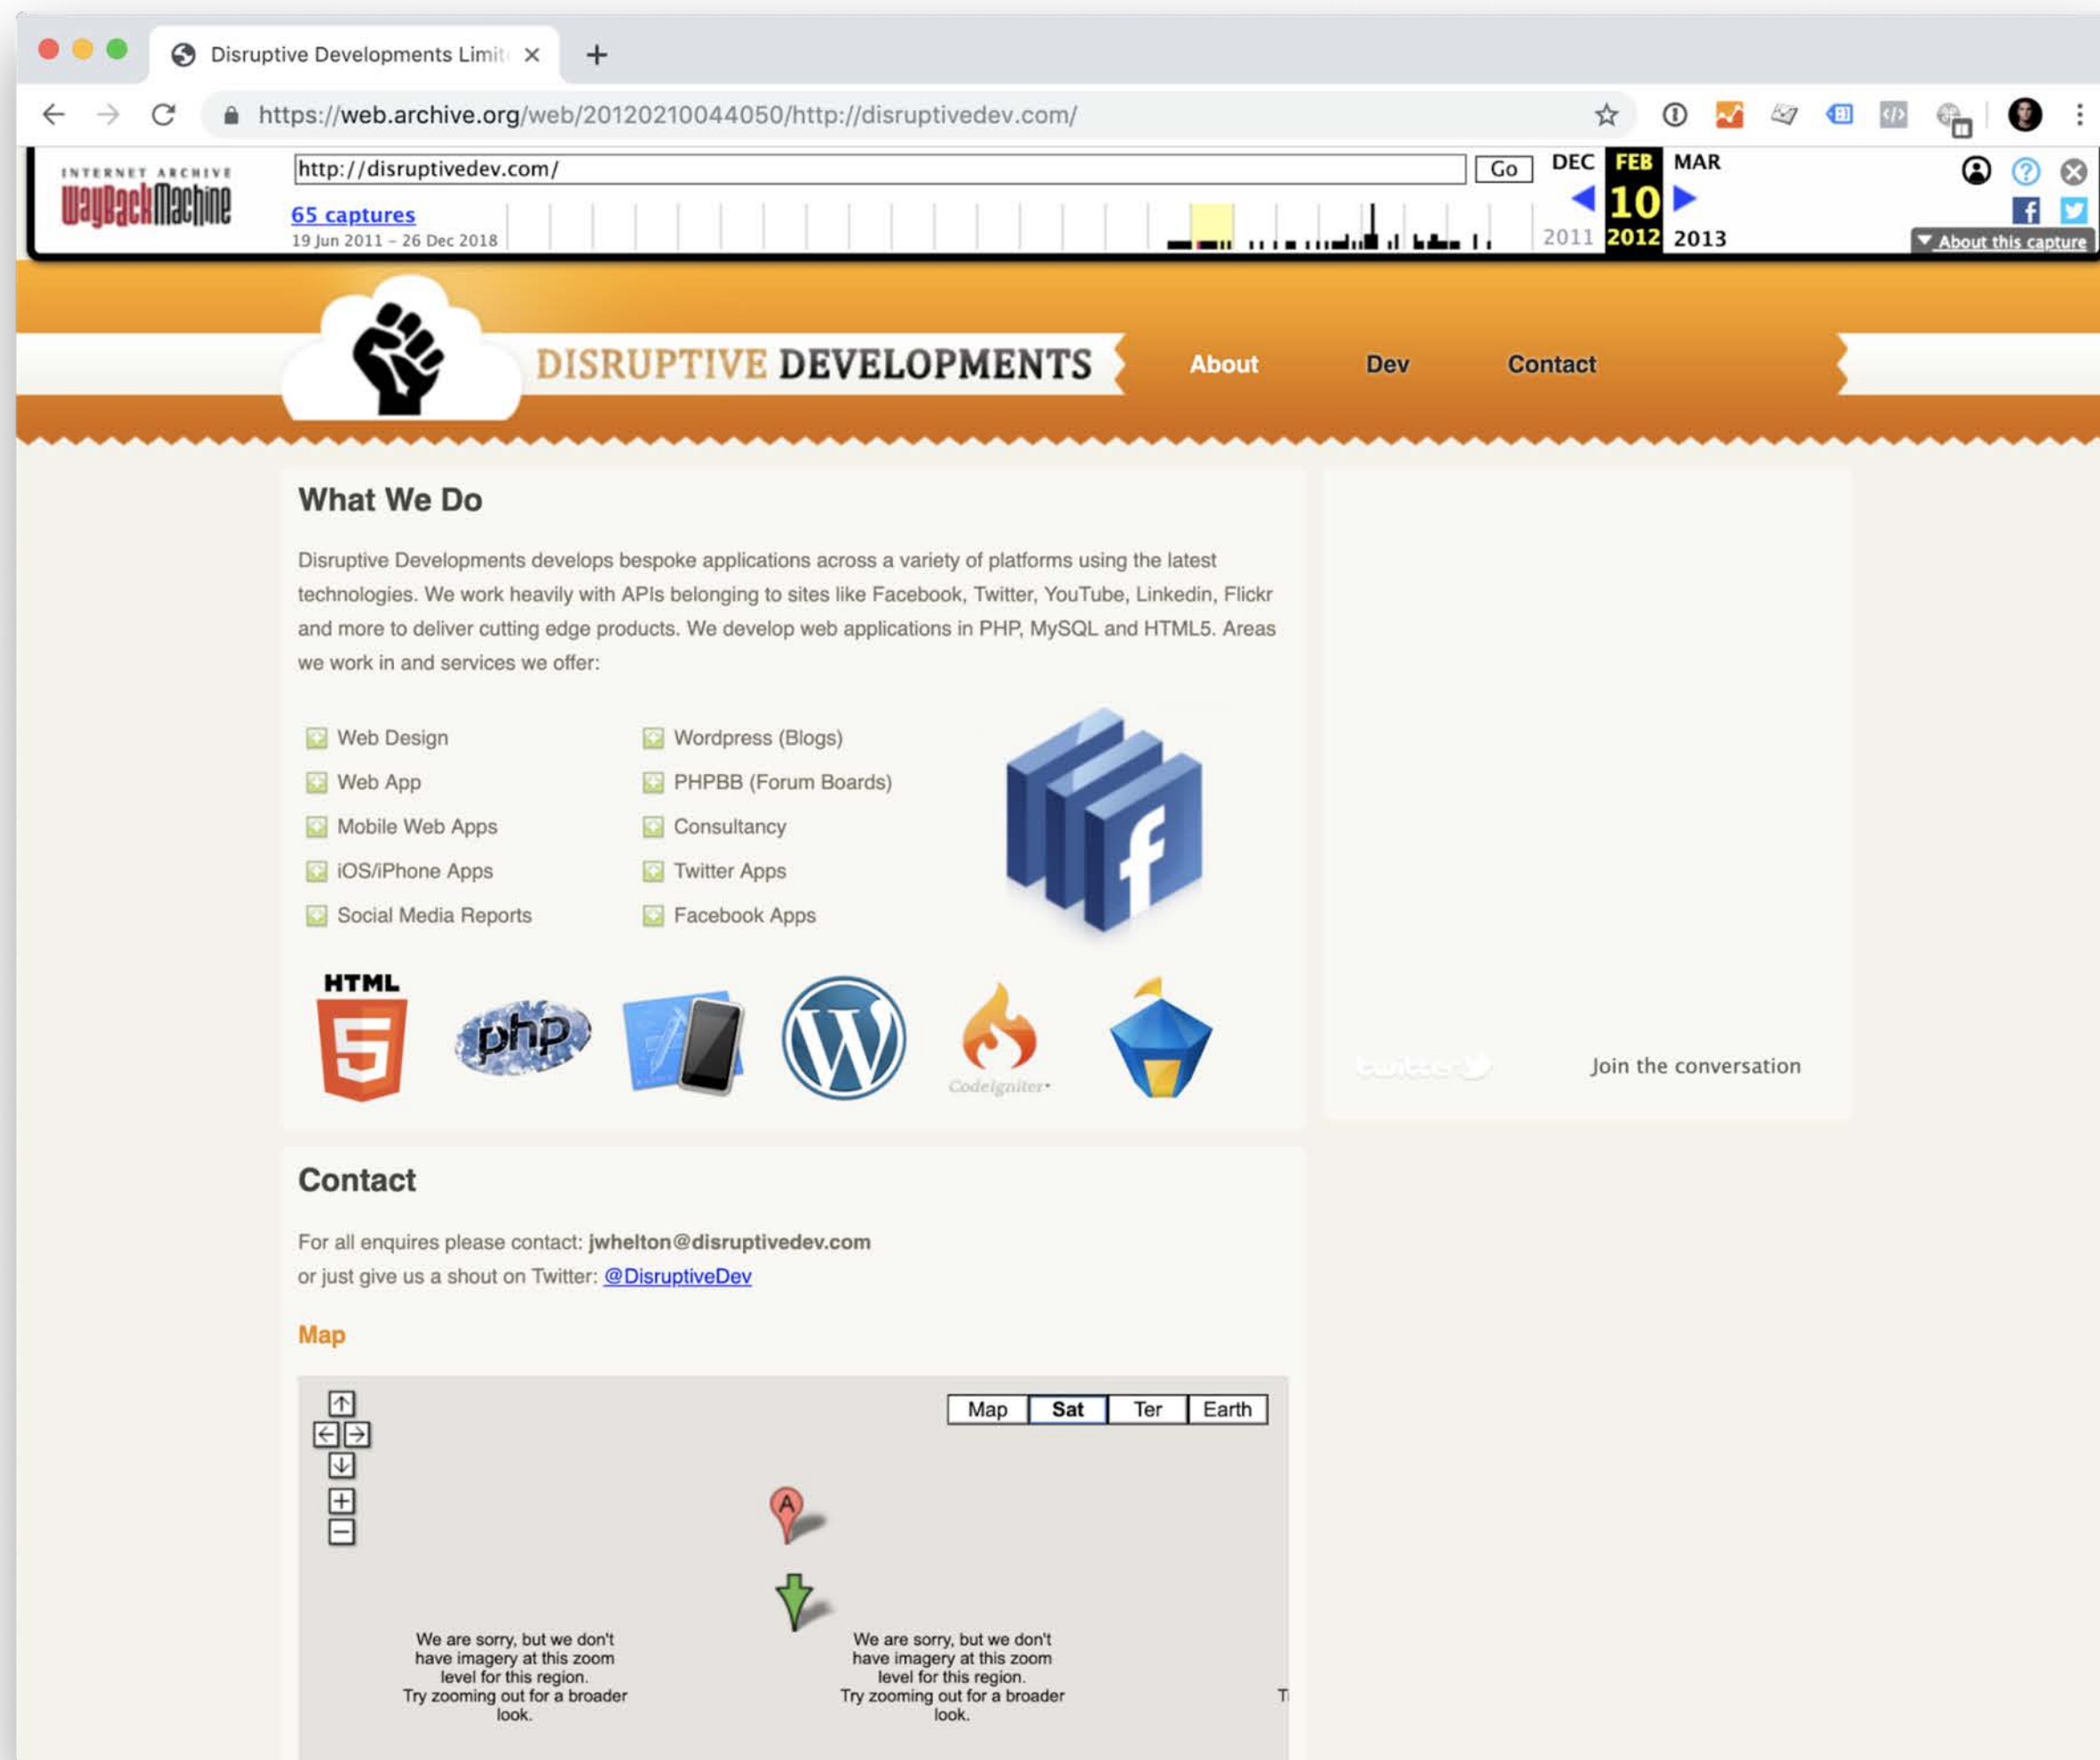 Disruptive Developments Limit
https://web.archive.org/web/20120210044050/http://disruptivedev.com/
INTERNET ARCHIVE
WayBackMachine
http://disruptivedev.com/
Go
DEC FEB MAR
65 captures
10
19 Jun 2011 – 26 Dec 2018
2011 2012 2013
f
About this capture
DISRUPTIVE DEVELOPMENTS
About Dev Contact
What We Do
Disruptive Developments develops bespoke applications across a variety of platforms using the latest
technologies. We work heavily with APIs belonging to sites like Facebook, Twitter, YouTube, Linkedin, Flickr
and more to deliver cutting edge products. We develop web applications in PHP, MySQL and HTML5. Areas
we work in and services we offer:
Web Design
Web App
Mobile Web Apps
iOS/iPhone Apps
Social Media Reports
Wordpress (Blogs)
PHPBB (Forum Boards)
Consultancy
Twitter Apps
Facebook Apps
f
HTML
5
php
W
CodeIgniter
twitter
Join the conversation
Contact
For all enquires please contact: jwhelton@disruptivedev.com
or just give us a shout on Twitter: @DisruptiveDev
Map
Map Sat Ter Earth
A
We are sorry, but we don't
have imagery at this zoom
level for this region.
Try zooming out for a broader
look.
We are sorry, but we don't
have imagery at this zoom
level for this region.
Try zooming out for a broader
look.